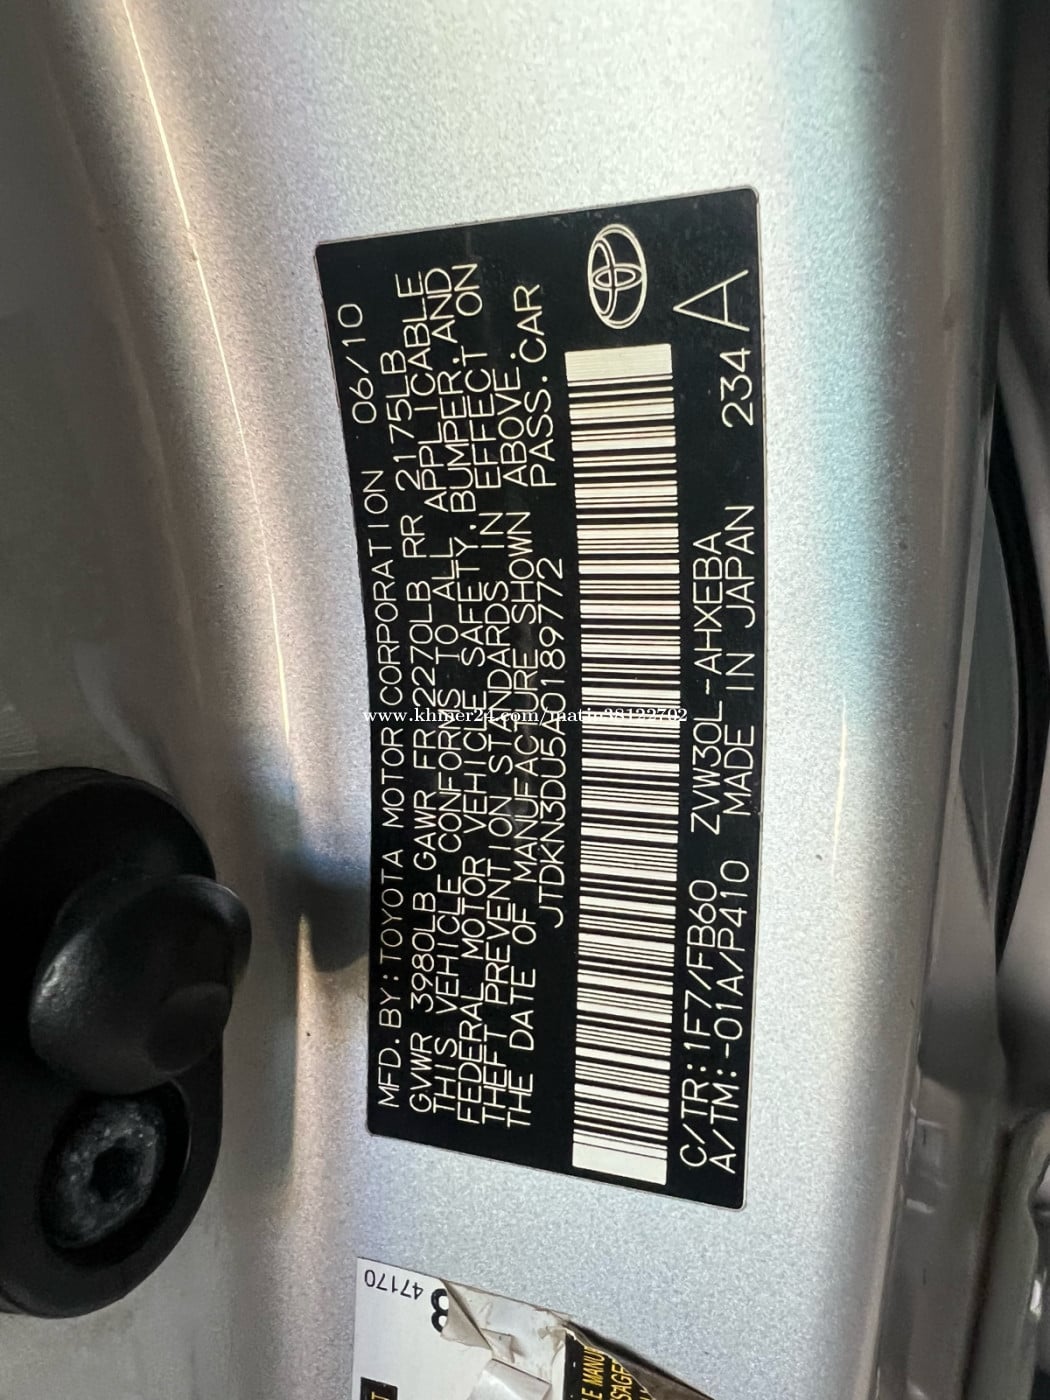 MFD. BY: TOYOTA MOTOR CORPORATION 06/10
GVWR 3980LB GAWR FR 2270LB RR 2175LB
THIS VEHICLE CONFORMS TO ALL APPLICABLE
FEDERAL MOTOR VEHICLE SAFETY, BUMPER, AND
THEFT PREVENTION STANDARDS IN EFFECT ON
THE DATE OF MANUFACTURE SHOWN ABOVE.
JTDKN3DU5A0189772 PASS. CAR
C/TR: 1F7/FB60 ZVW30L-AHXEBA
A/TM: -01A/P410 MADE IN JAPAN 234 A
www.khmer24.com/matin38122702
47170
8